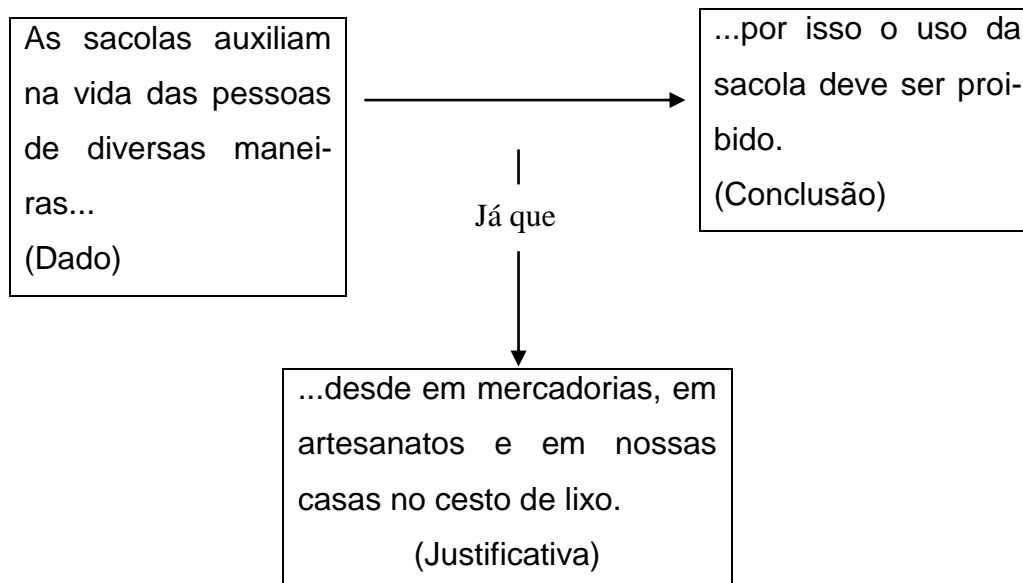 As sacolas auxiliam
na vida das pessoas
de diversas manei-
ras...
(Dado)
...por isso o uso da
sacola deve ser proi-
bido.
(Conclusão)
Já que
...desde em mercadorias, em
artesanatos e em nossas
casas no cesto de lixo.
(Justificativa)